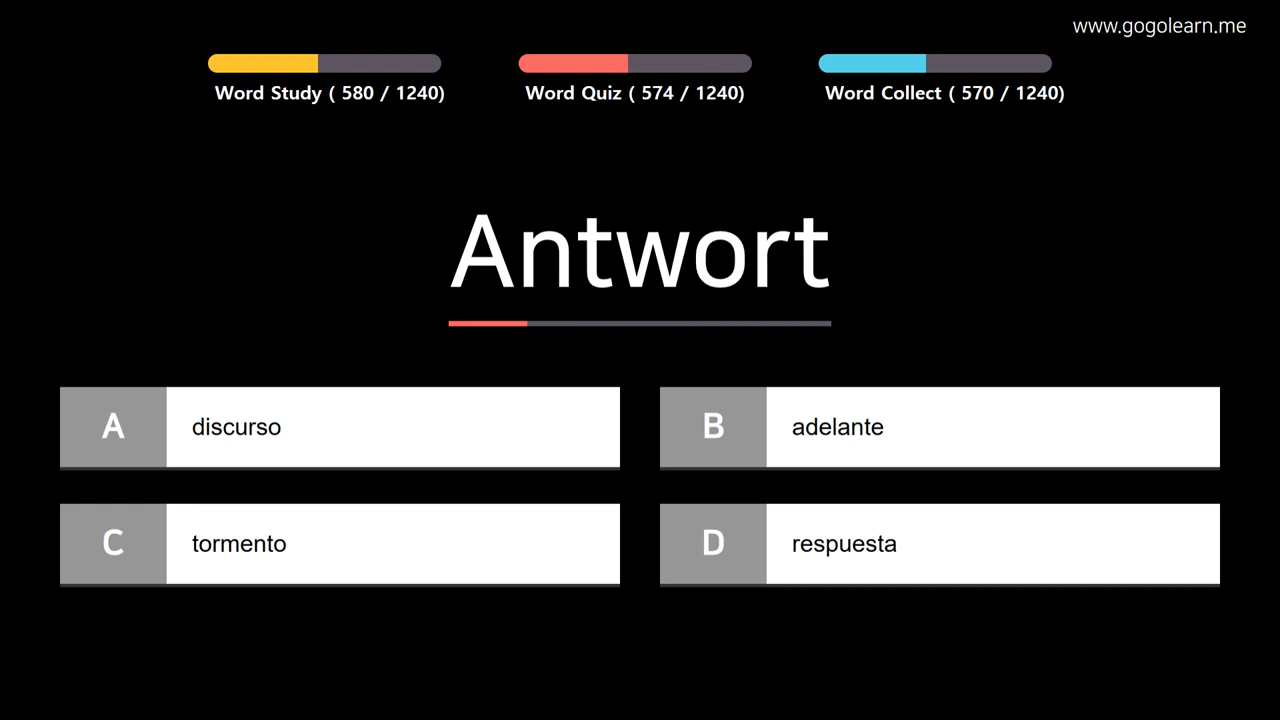 www.gogolearn.me
Word Study ( 580 / 1240)
Word Quiz ( 574 / 1240)
Word Collect ( 570 / 1240)
Antwort
A discurso
B adelante
C tormento
D respuesta